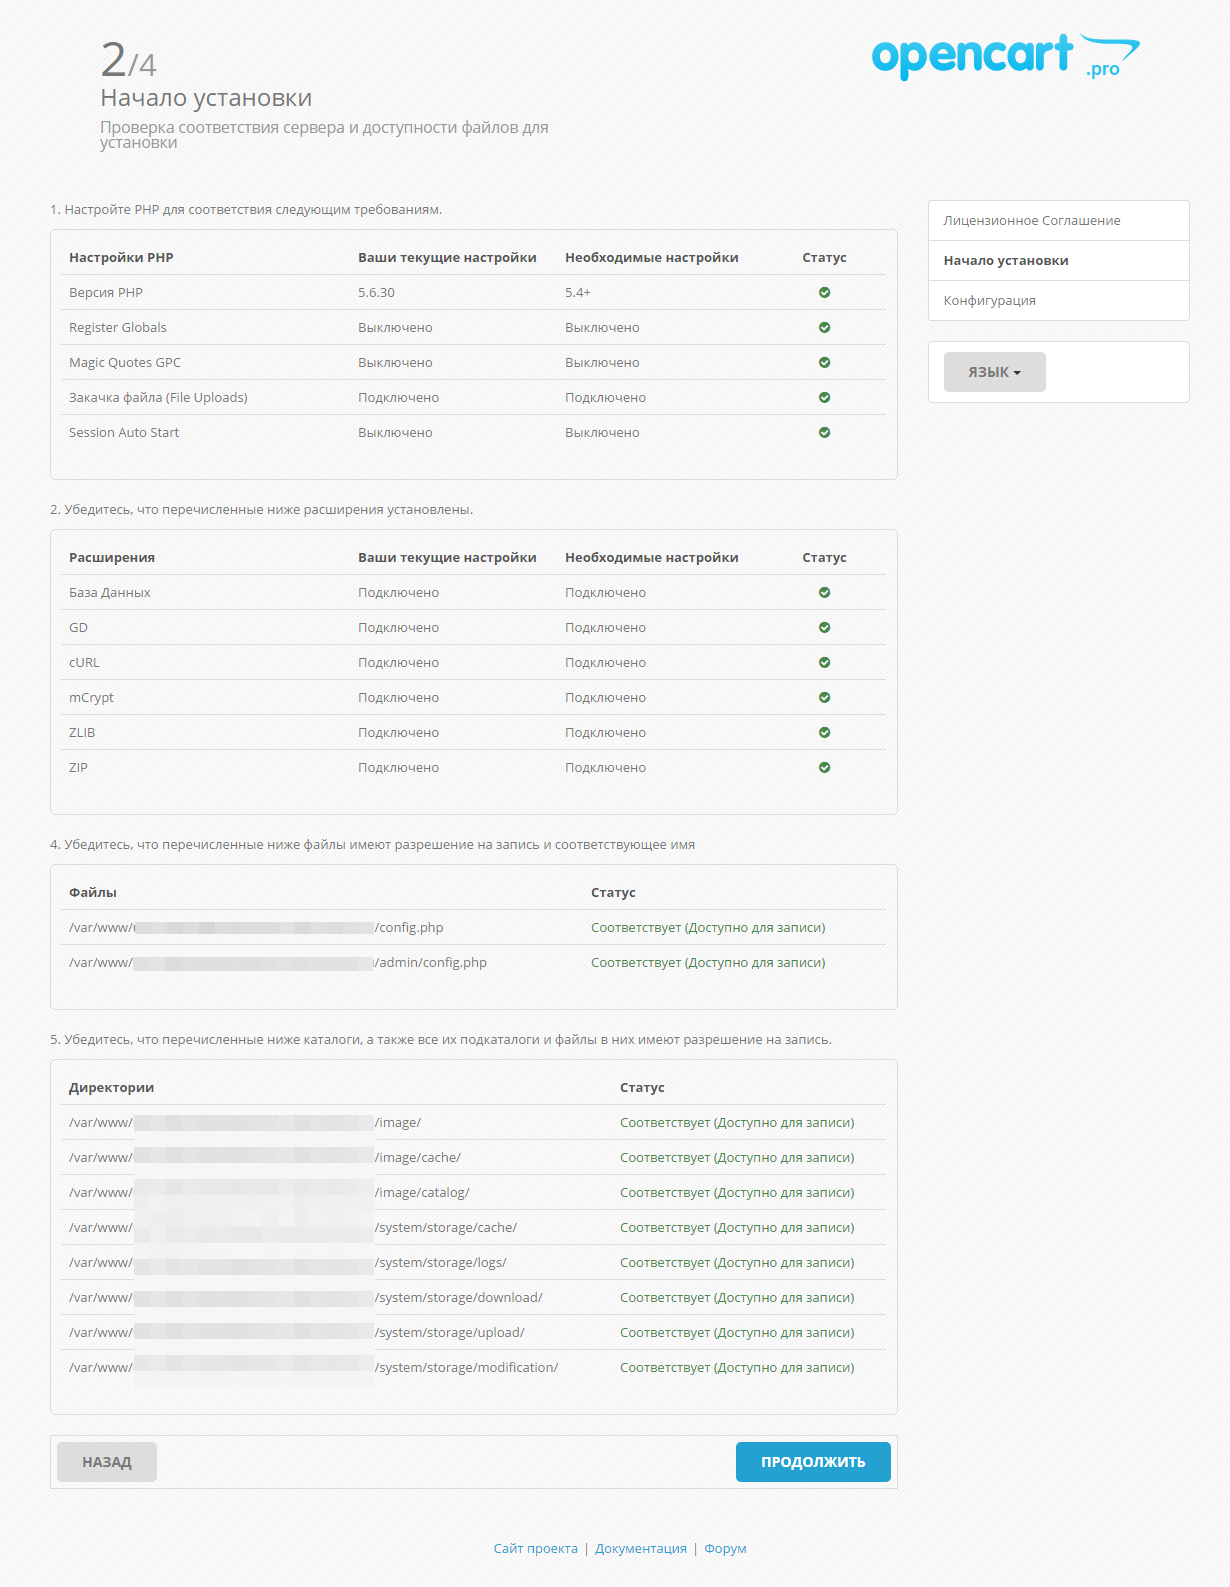 2/4
opencart
.pro
Начало установки
Проверка соответствия сервера и доступности файлов для
установки
1. Настройте PHP для соответствия следующим требованиям.
Настройки PHP Ваши текущие настройки Необходимые настройки Статус
Версия PHP 5.6.30 5.4+
Register Globals Выключено Выключено
Magic Quotes GPC Выключено Выключено
Закачка файла (File Uploads) Подключено Подключено
Session Auto Start Выключено Выключено
Лицензионное Соглашение
Начало установки
Конфигурация
ЯЗЫК
2. Убедитесь, что перечисленные ниже расширения установлены.
Расширения Ваши текущие настройки Необходимые настройки Статус
База Данных Подключено Подключено
GD Подключено Подключено
cURL Подключено Подключено
mCrypt Подключено Подключено
ZLIB Подключено Подключено
ZIP Подключено Подключено
4. Убедитесь, что перечисленные ниже файлы имеют разрешение на запись и соответствующее имя
Файлы Статус
/var/www/ /config.php Соответствует (Доступно для записи)
/var/www/ /admin/config.php Соответствует (Доступно для записи)
5. Убедитесь, что перечисленные ниже каталоги, а также все их подкаталоги и файлы в них имеют разрешение на запись.
Директории Статус
/var/www/ /image/ Соответствует (Доступно для записи)
/var/www/ /image/cache/ Соответствует (Доступно для записи)
/var/www/ /image/catalog/ Соответствует (Доступно для записи)
/var/www/ /system/storage/cache/ Соответствует (Доступно для записи)
/var/www/ /system/storage/logs/ Соответствует (Доступно для записи)
/var/www/ /system/storage/download/ Соответствует (Доступно для записи)
/var/www/ /system/storage/upload/ Соответствует (Доступно для записи)
/var/www/ /system/storage/modification/ Соответствует (Доступно для записи)
НАЗАД ПРОДОЛЖИТЬ
Сайт проекта | Документация | Форум